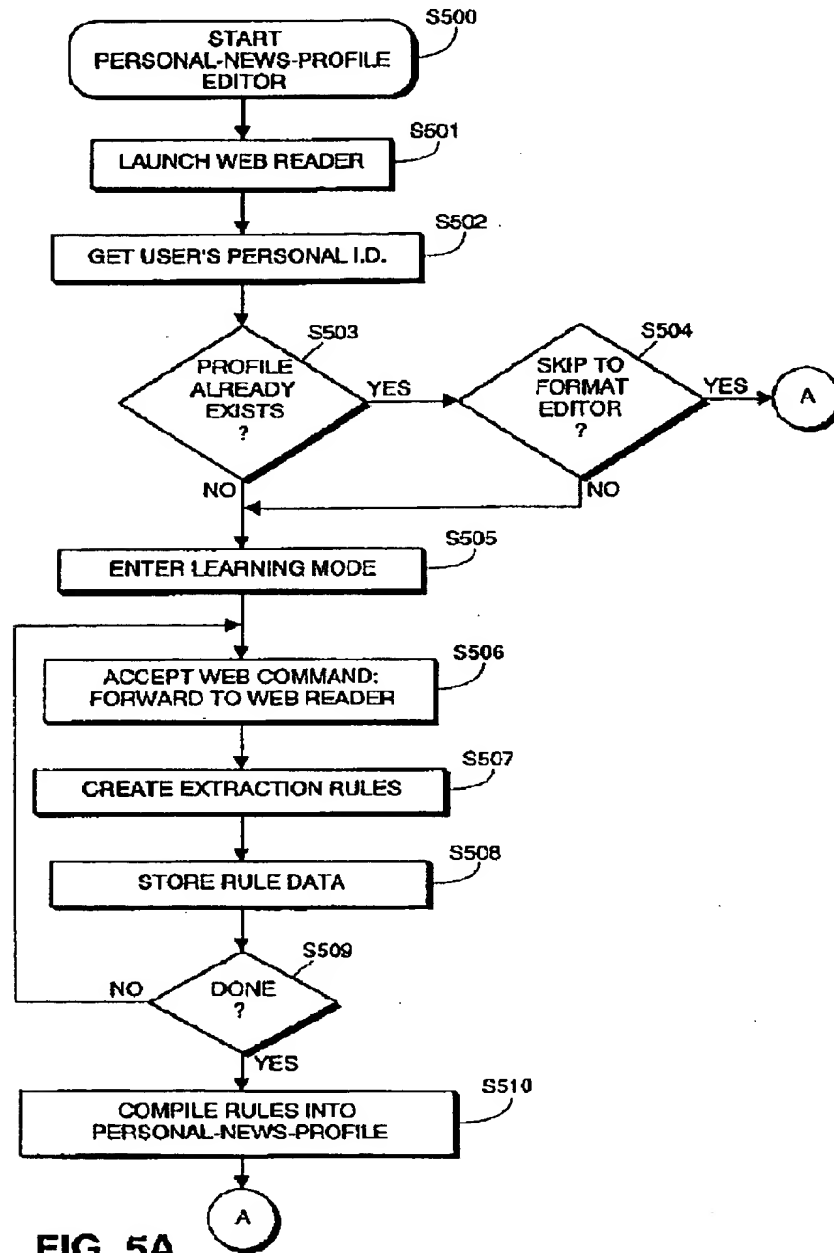 S500
START
PERSONAL-NEWS-PROFILE
EDITOR
S501
LAUNCH WEB READER
S502
GET USER'S PERSONAL I.D.
S503
PROFILE
ALREADY
EXISTS
?
YES
NO
S504
SKIP TO
FORMAT
EDITOR
?
YES
NO
A
S505
ENTER LEARNING MODE
S506
ACCEPT WEB COMMAND:
FORWARD TO WEB READER
S507
CREATE EXTRACTION RULES
S508
STORE RULE DATA
S509
DONE
?
NO
YES
S510
COMPILE RULES INTO
PERSONAL-NEWS-PROFILE
A
FIG. 5A